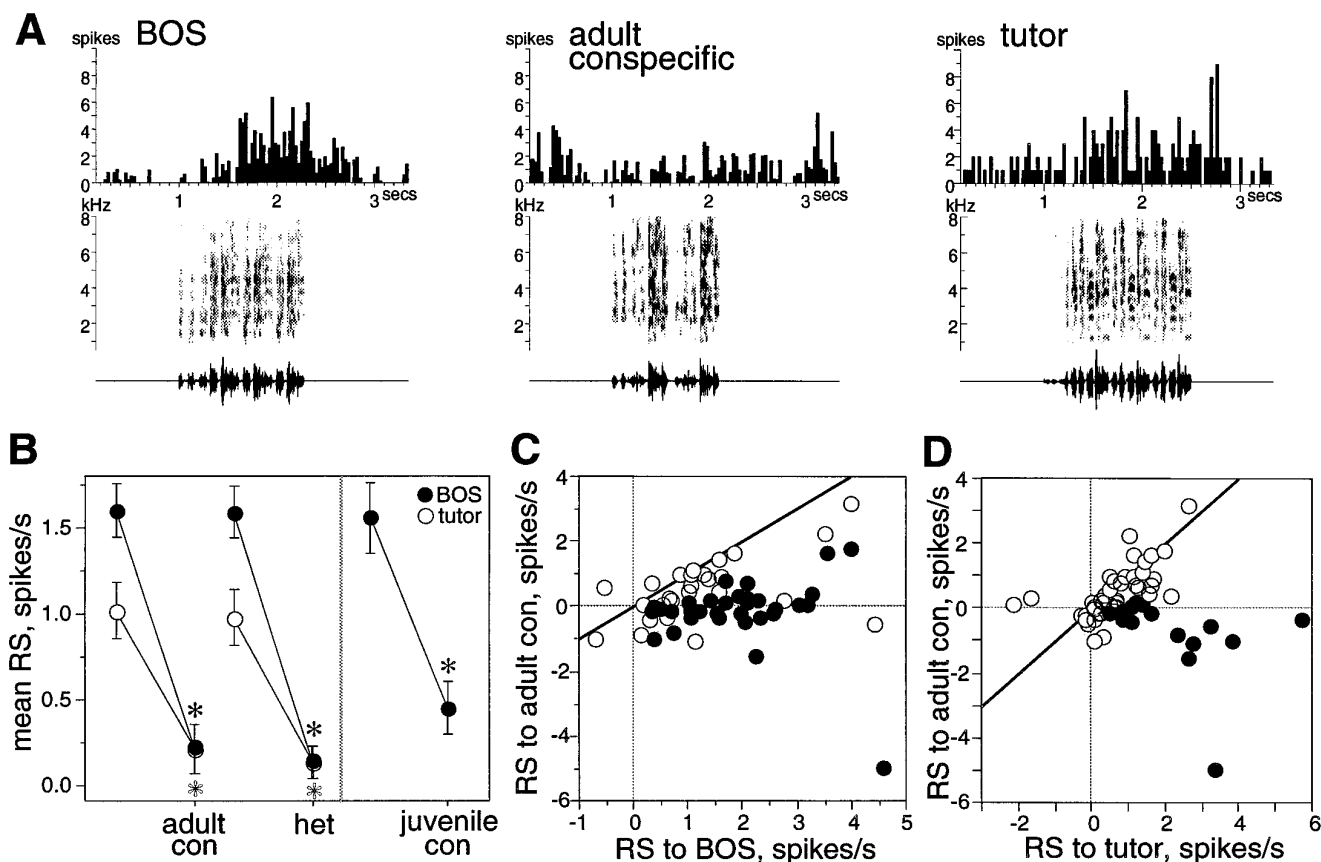 A
spikes BOS
8
6
4
2
0
1 2 3 secs
kHz
8
6
4
2
spikes adult
conspecific
8
6
4
2
0
1 2 3 secs
8
6
4
2
spikes tutor
8
6
4
2
0
1 2 3 secs
kHz
8
6
4
2
B
mean RS, spikes/s
1.5
1.0
0.5
0.0
BOS
tutor
*
*
*
*
*
adult
con
het
juvenile
con
C
RS to adult con, spikes/s
4
2
0
-2
-4
-6
-1 0 1 2 3 4 5
RS to BOS, spikes/s
D
RS to adult con, spikes/s
4
2
0
-2
-4
-6
-2 0 2 4 6
RS to tutor, spikes/s